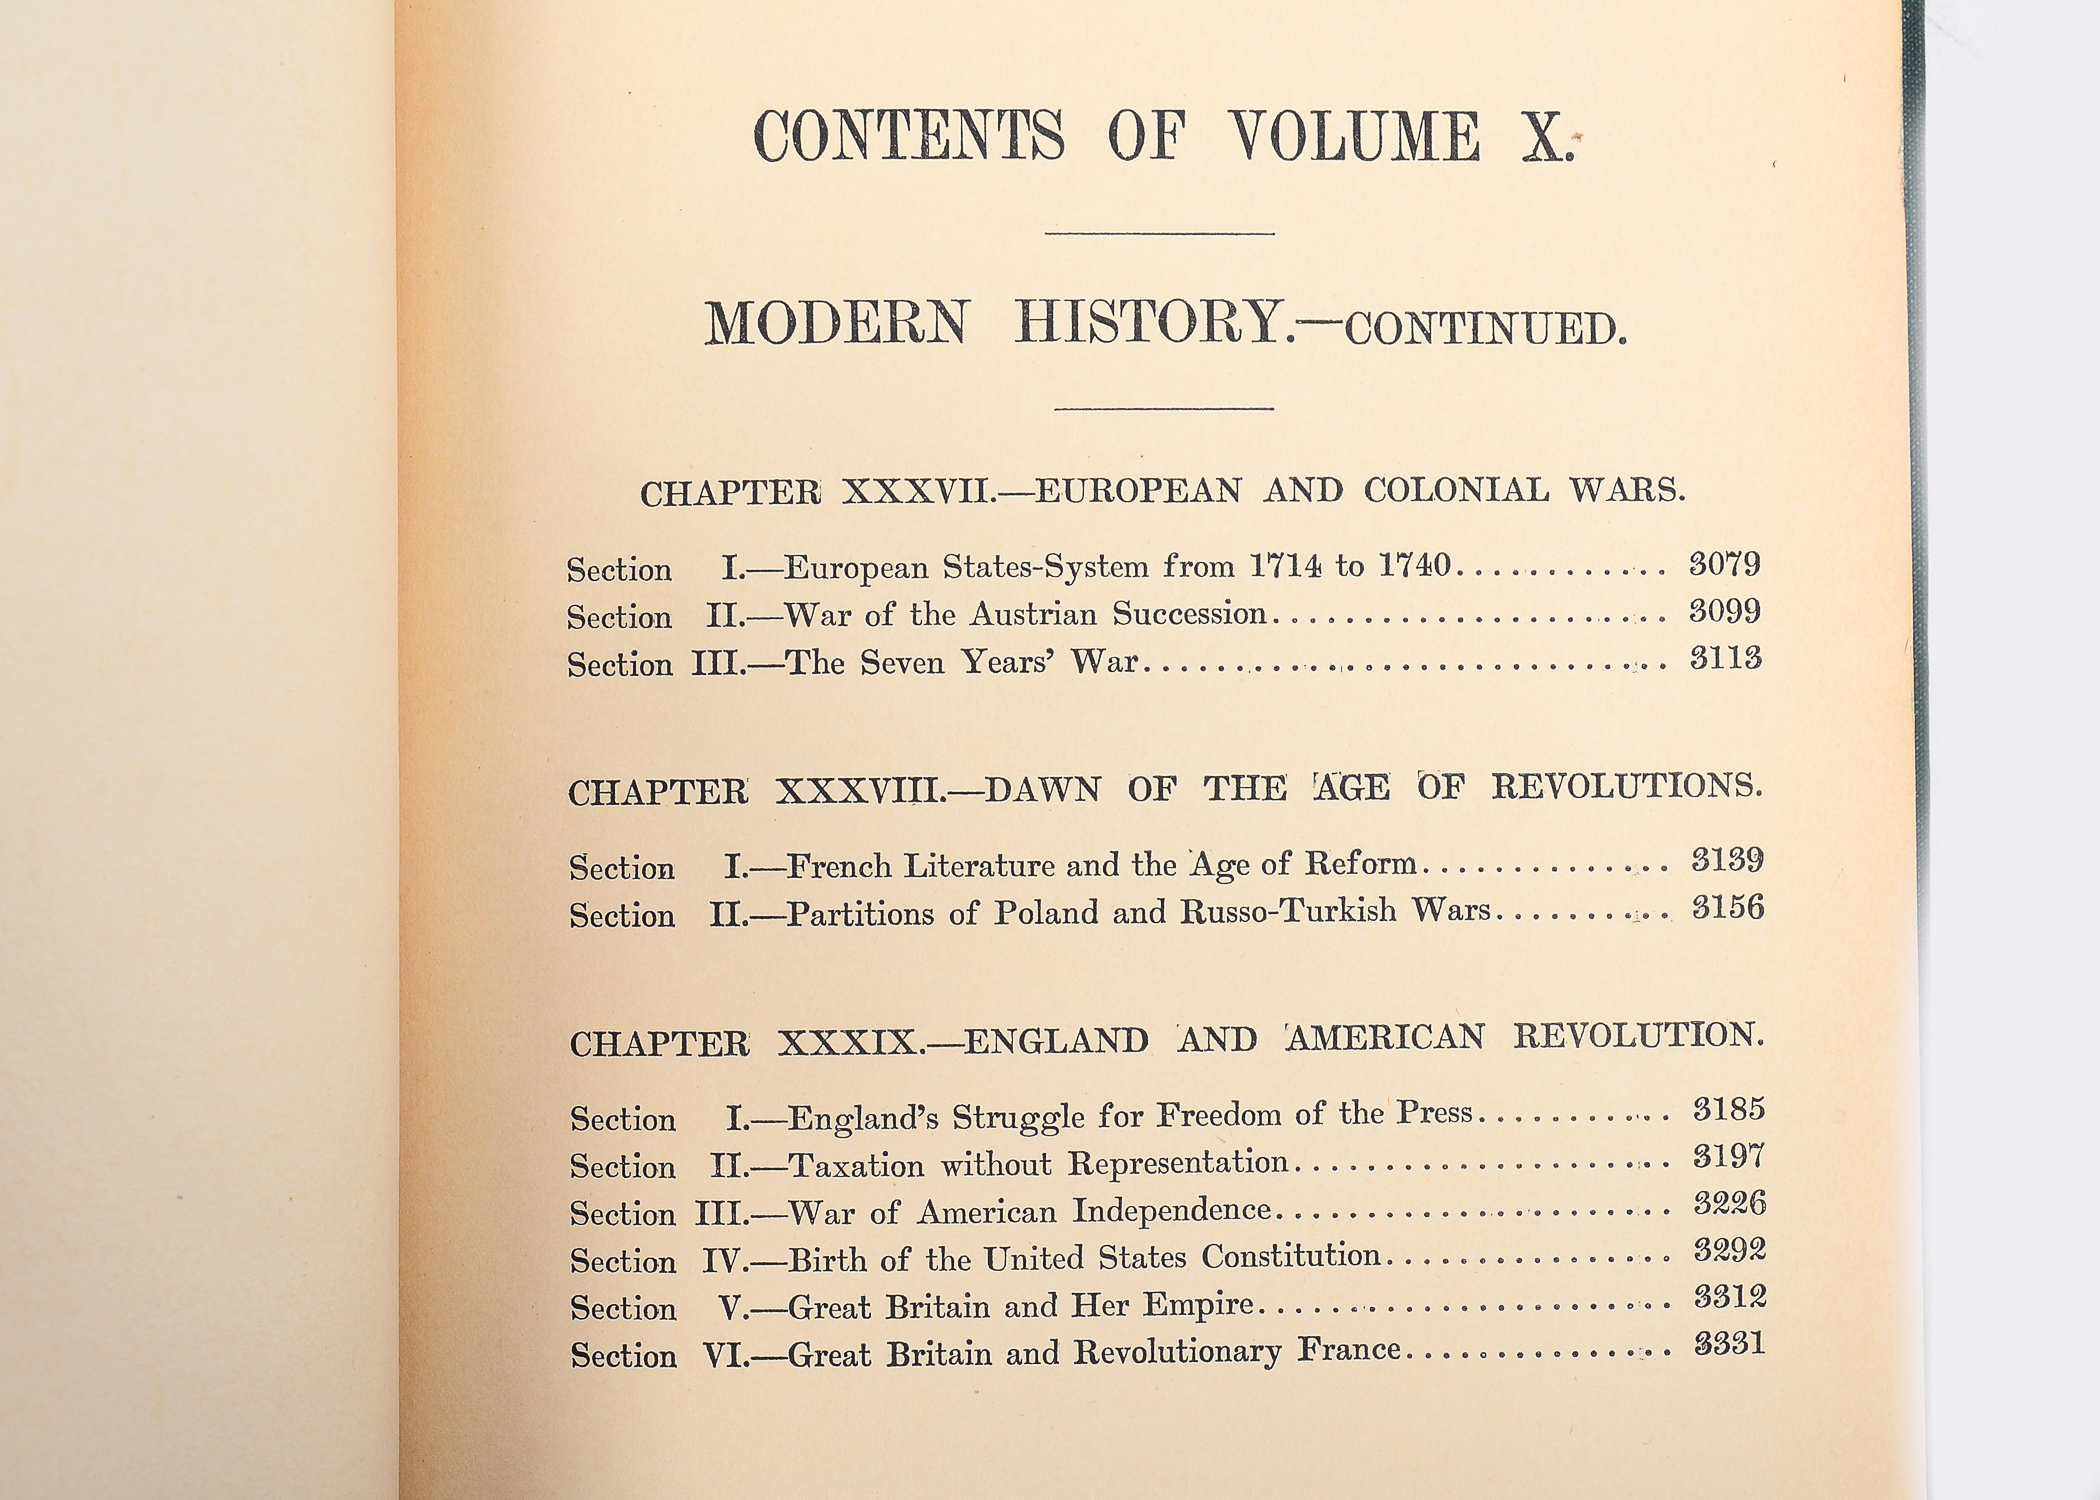 CONTENTS OF VOLUME X.
MODERN HISTORY.—CONTINUED.
CHAPTER XXXVII.—EUROPEAN AND COLONIAL WARS.
Section I.—European States-System from 1714 to 1740............ 3079
Section II.—War of the Austrian Succession...................... 3099
Section III.—The Seven Years' War.............................. 3113
CHAPTER XXXVIII.—DAWN OF THE AGE OF REVOLUTIONS.
Section I.—French Literature and the Age of Reform.............. 3139
Section II.—Partitions of Poland and Russo-Turkish Wars.......... 3156
CHAPTER XXXIX.—ENGLAND AND AMERICAN REVOLUTION.
Section I.—England's Struggle for Freedom of the Press........... 3185
Section II.—Taxation without Representation..................... 3197
Section III.—War of American Independence...................... 3226
Section IV.—Birth of the United States Constitution................ 3292
Section V.—Great Britain and Her Empire....................... 3312
Section VI.—Great Britain and Revolutionary France............... 3331